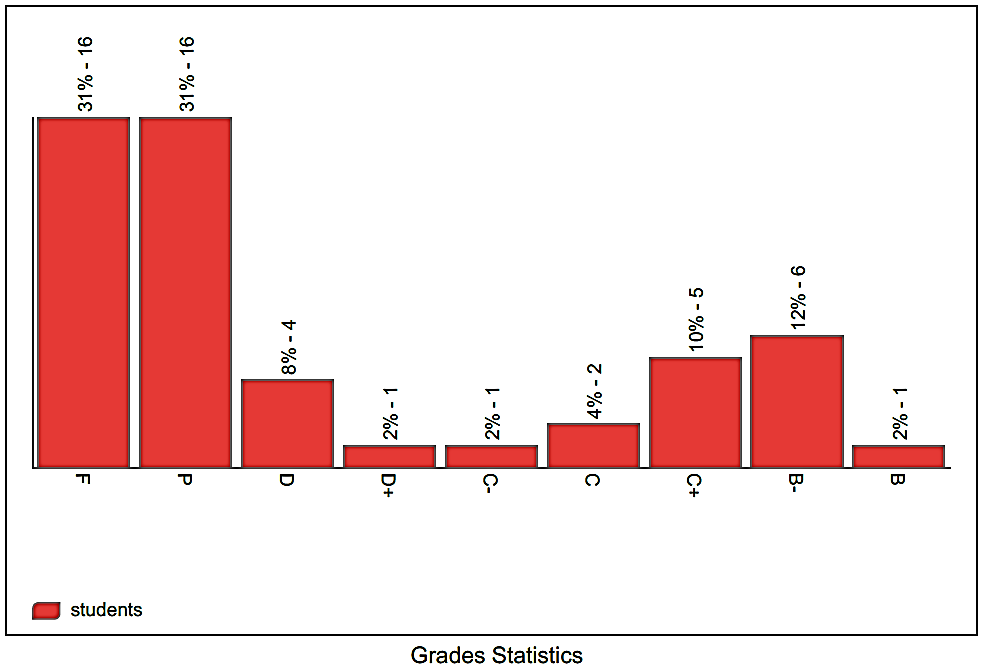 31% - 16
31% - 16
8% - 4
2% - 1
2% - 1
4% - 2
10% - 5
12% - 6
2% - 1
F
P
D
D+
C-
C
C+
B-
B
students
Grades Statistics